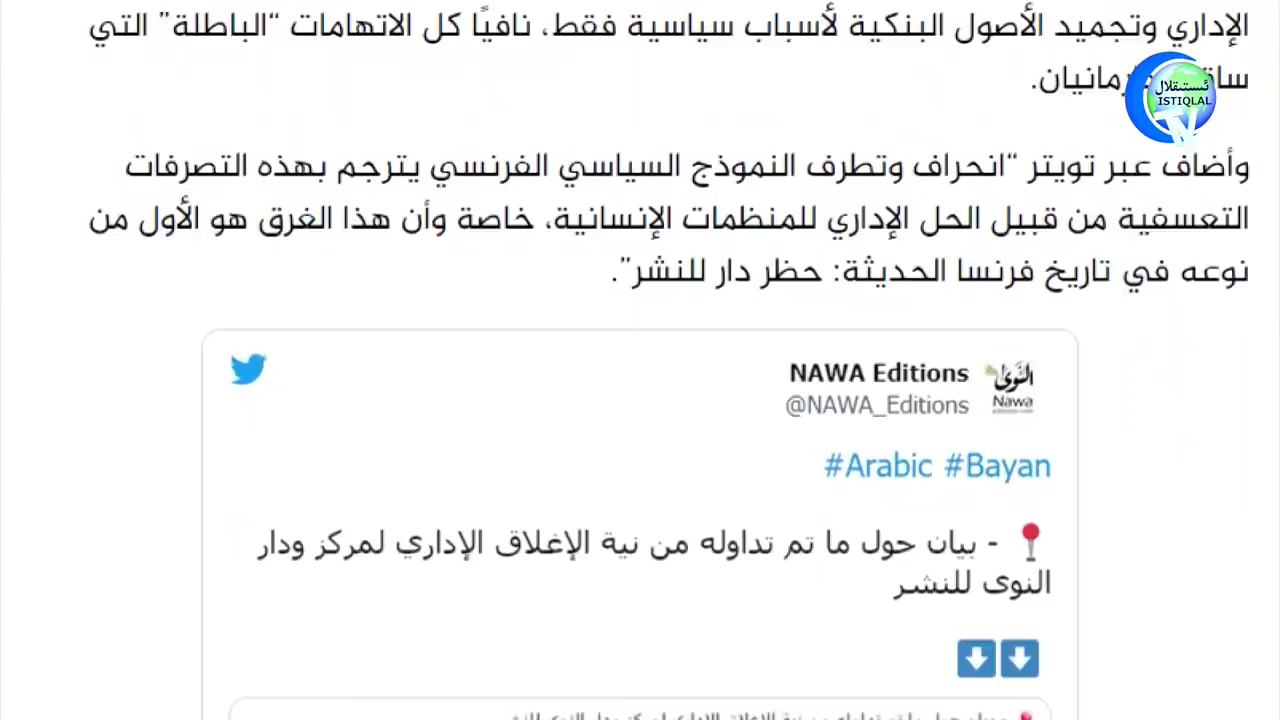 الإداري وتجميد الأصول البنكية لأسباب سياسية فقط، نافيًا كل الاتهامات “الباطلة” التي
ئىستىقلال
ISTIQLAL
TV
وأضاف عبر تويتر “انحراف وتطرف النموذج السياسي الفرنسي يترجم بهذه التصرفات
التعسفية من قبيل الحل الإداري للمنظمات الإنسانية، خاصة وأن هذا الغرق هو الأول من
نوعه في تاريخ فرنسا الحديثة: حظر دار للنشر”.
NAWA Editions
النوى
Nawa
@NAWA_Editions
#Arabic #Bayan
📍 - بيان حول ما تم تداوله من نية الإغلاق الإداري لمركز ودار
النوى للنشر
⬇️⬇️